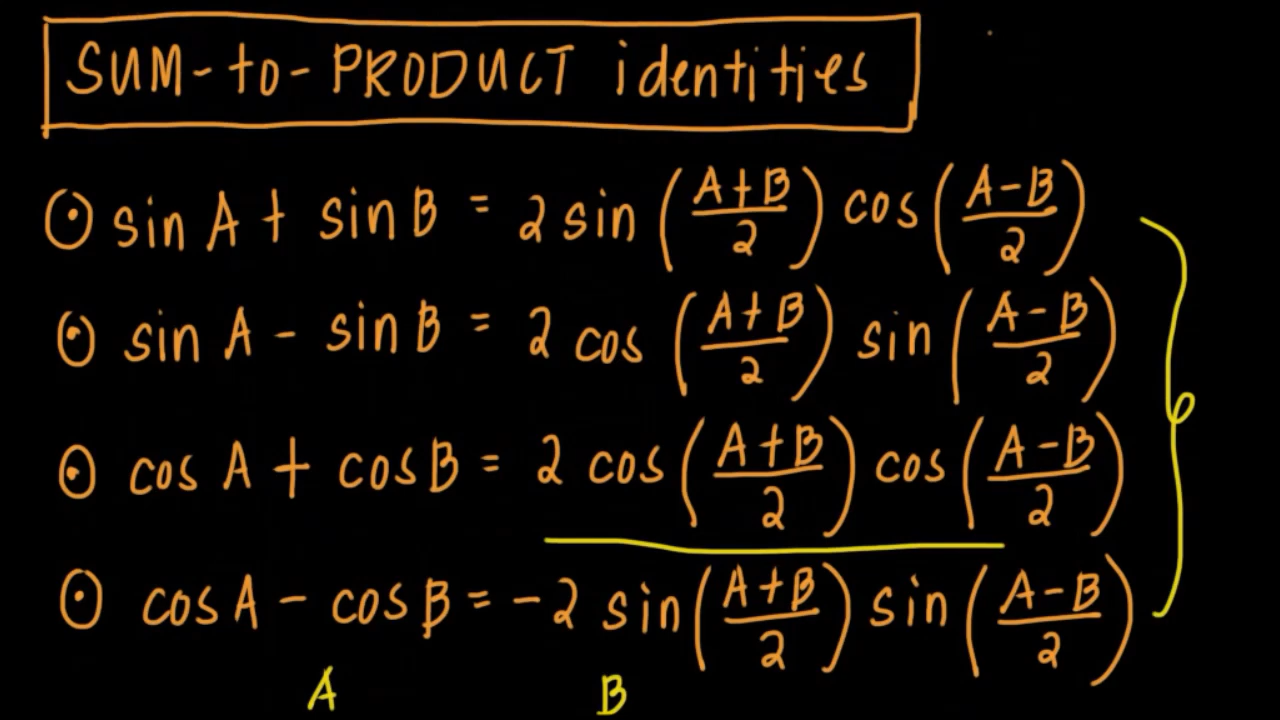 SUM-to-PRODUCT identities
⊙ sin A + sin B = 2 sin ( (A+B)/2 ) cos ( (A-B)/2 )
⊙ sin A - sin B = 2 cos ( (A+B)/2 ) sin ( (A-B)/2 )
⊙ cos A + cos B = 2 cos ( (A+B)/2 ) cos ( (A-B)/2 )
⊙ cos A - cos B = -2 sin ( (A+B)/2 ) sin ( (A-B)/2 )
A B